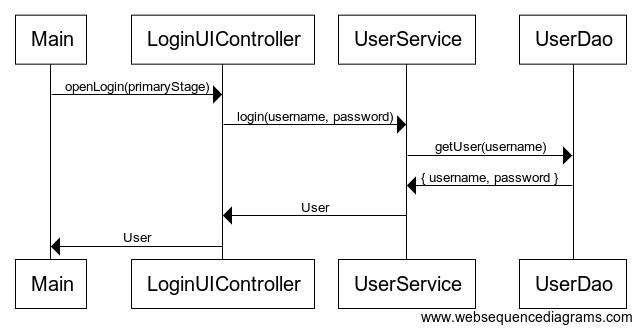 Main
LoginUIController
UserService
UserDao
openLogin(primaryStage)
login(username, password)
getUser(username)
{ username, password }
User
User
Main
LoginUIController
UserService
UserDao
www.websequencediagrams.com